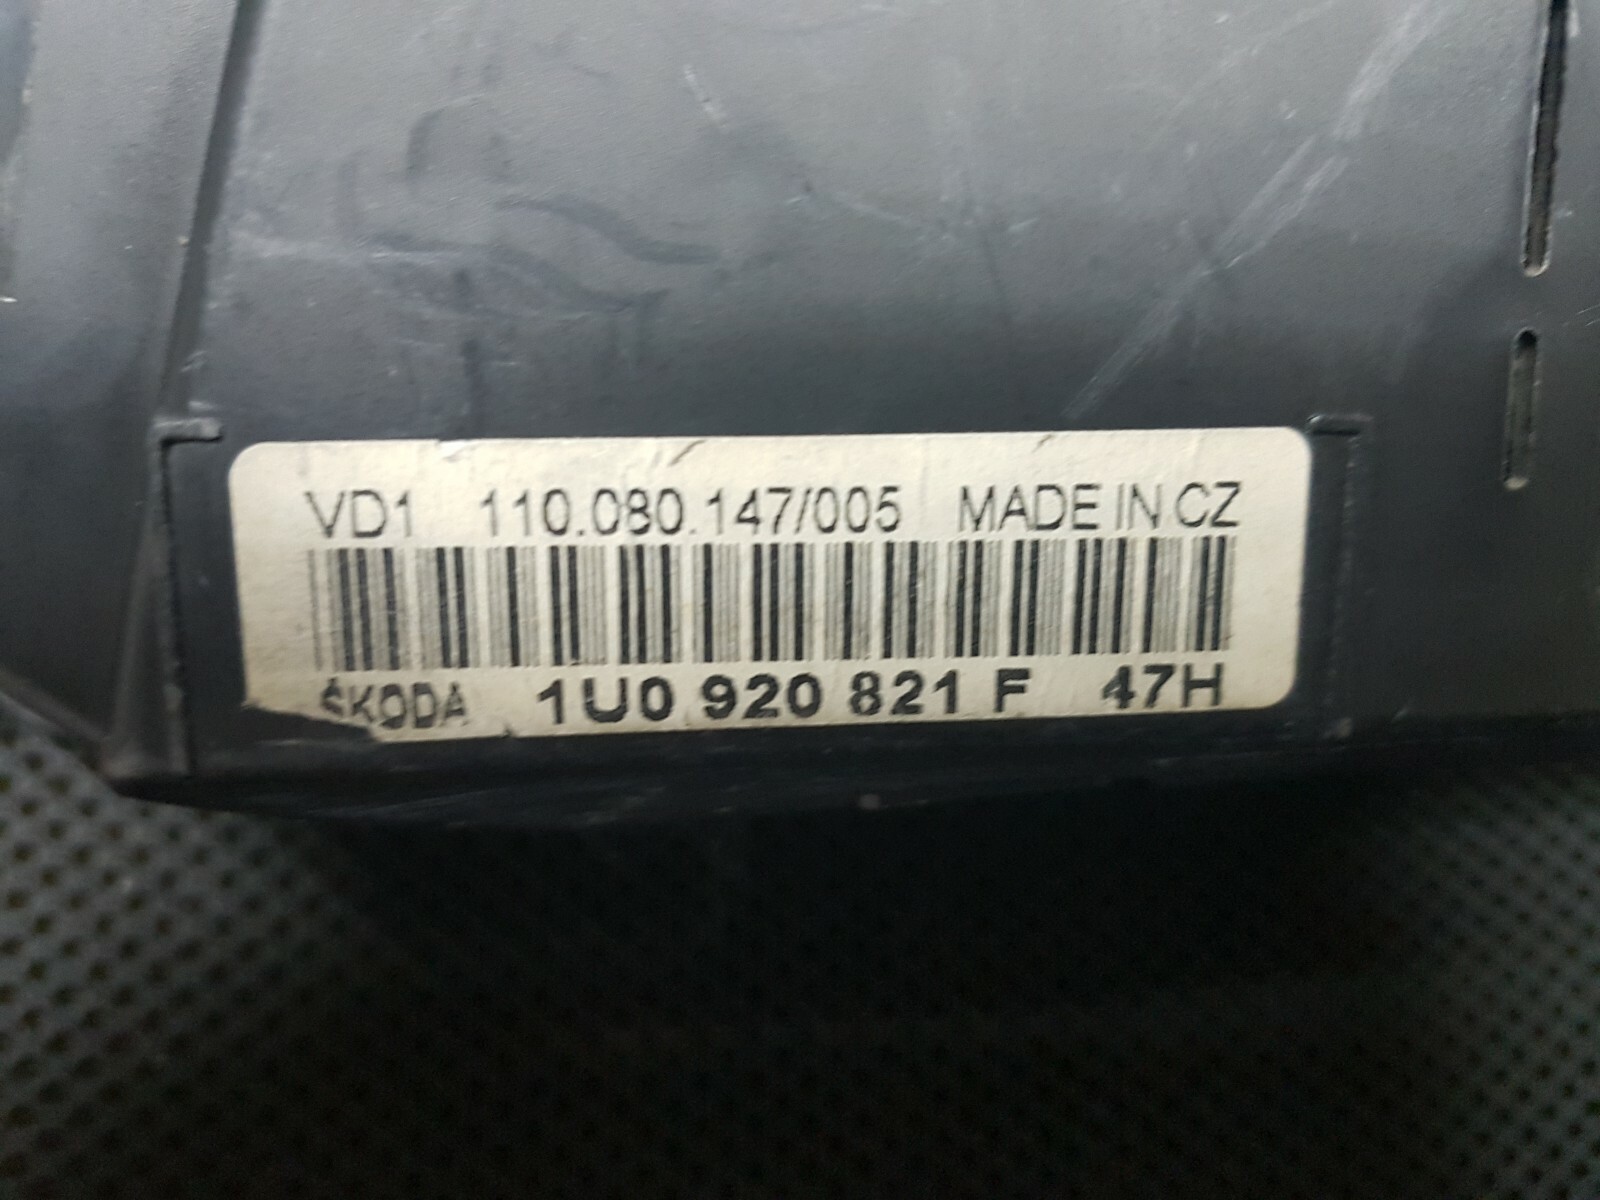 VD1 110.080.147/005 MADE IN CZ
ŠKODA 1U0 920 821 F 47H